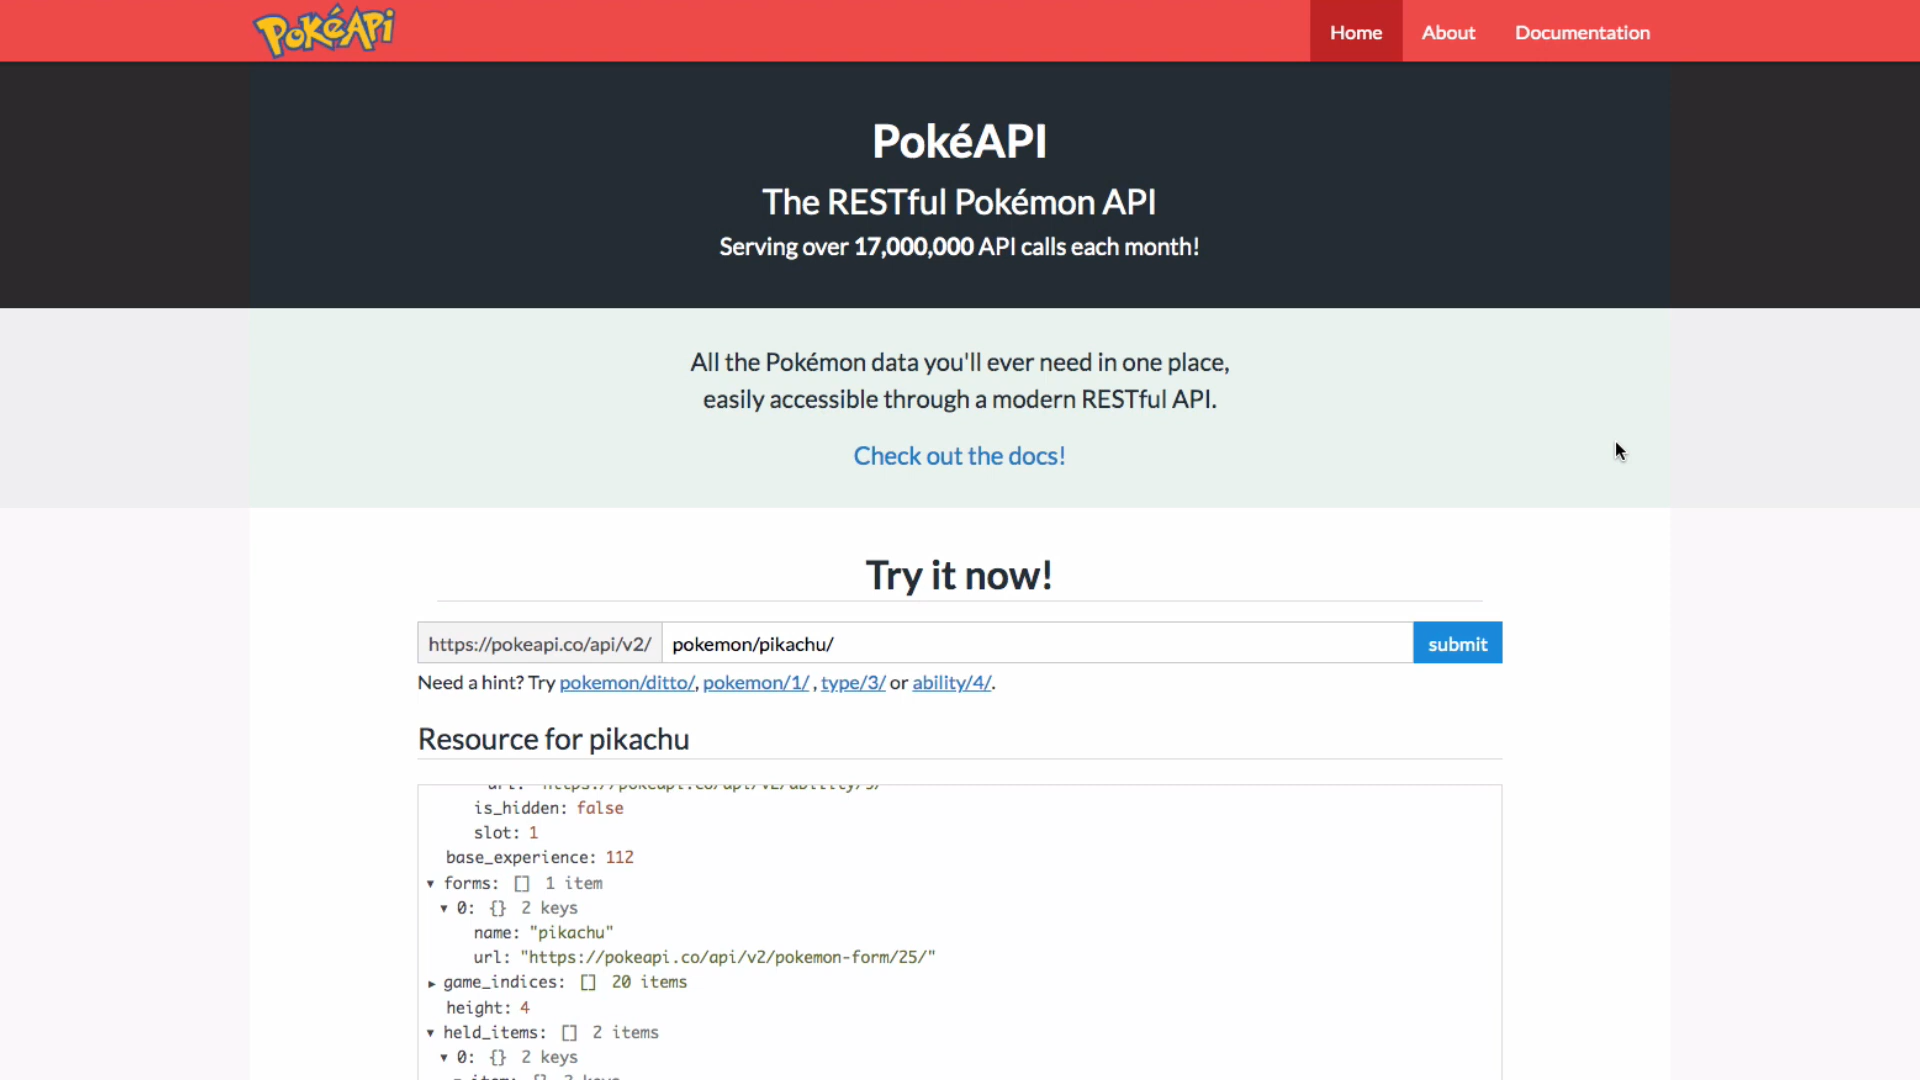 PokéAPi
Home
About
Documentation
PokéAPI
The RESTful Pokémon API
Serving over 17,000,000 API calls each month!
All the Pokémon data you'll ever need in one place,
easily accessible through a modern RESTful API.
Check out the docs!
Try it now!
https://pokeapi.co/api/v2/
pokemon/pikachu/
submit
Need a hint? Try pokemon/ditto/, pokemon/1/ , type/3/ or ability/4/.
Resource for pikachu
is_hidden: false
slot: 1
base_experience: 112
▾ forms: [] 1 item
▾ 0: {} 2 keys
name: "pikachu"
url: "https://pokeapi.co/api/v2/pokemon-form/25/"
▸ game_indices: [] 20 items
height: 4
▾ held_items: [] 2 items
▾ 0: {} 2 keys